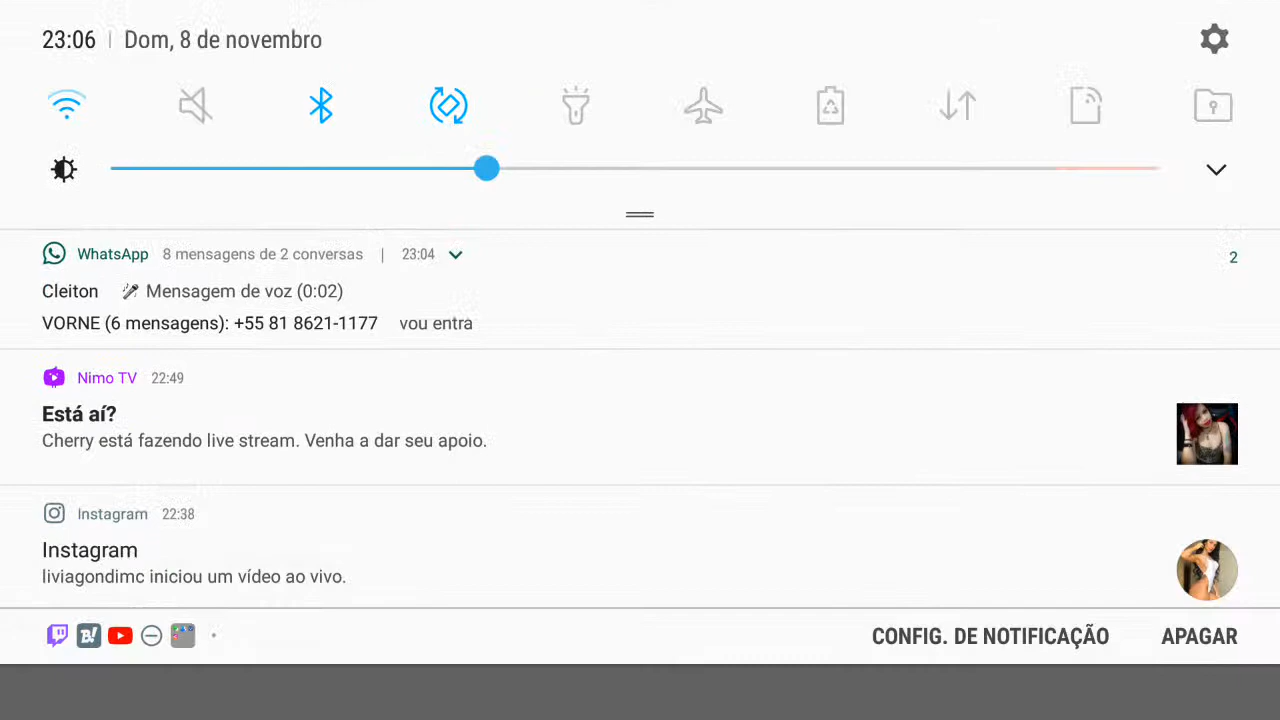 23:06 | Dom, 8 de novembro
WhatsApp 8 mensagens de 2 conversas | 23:04
2
Cleiton 🎤 Mensagem de voz (0:02)
VORNE (6 mensagens): +55 81 8621-1177 vou entra
Nimo TV 22:49
Está aí?
Cherry está fazendo live stream. Venha a dar seu apoio.
Instagram 22:38
Instagram
liviagondimc iniciou um vídeo ao vivo.
B!
CONFIG. DE NOTIFICAÇÃO APAGAR